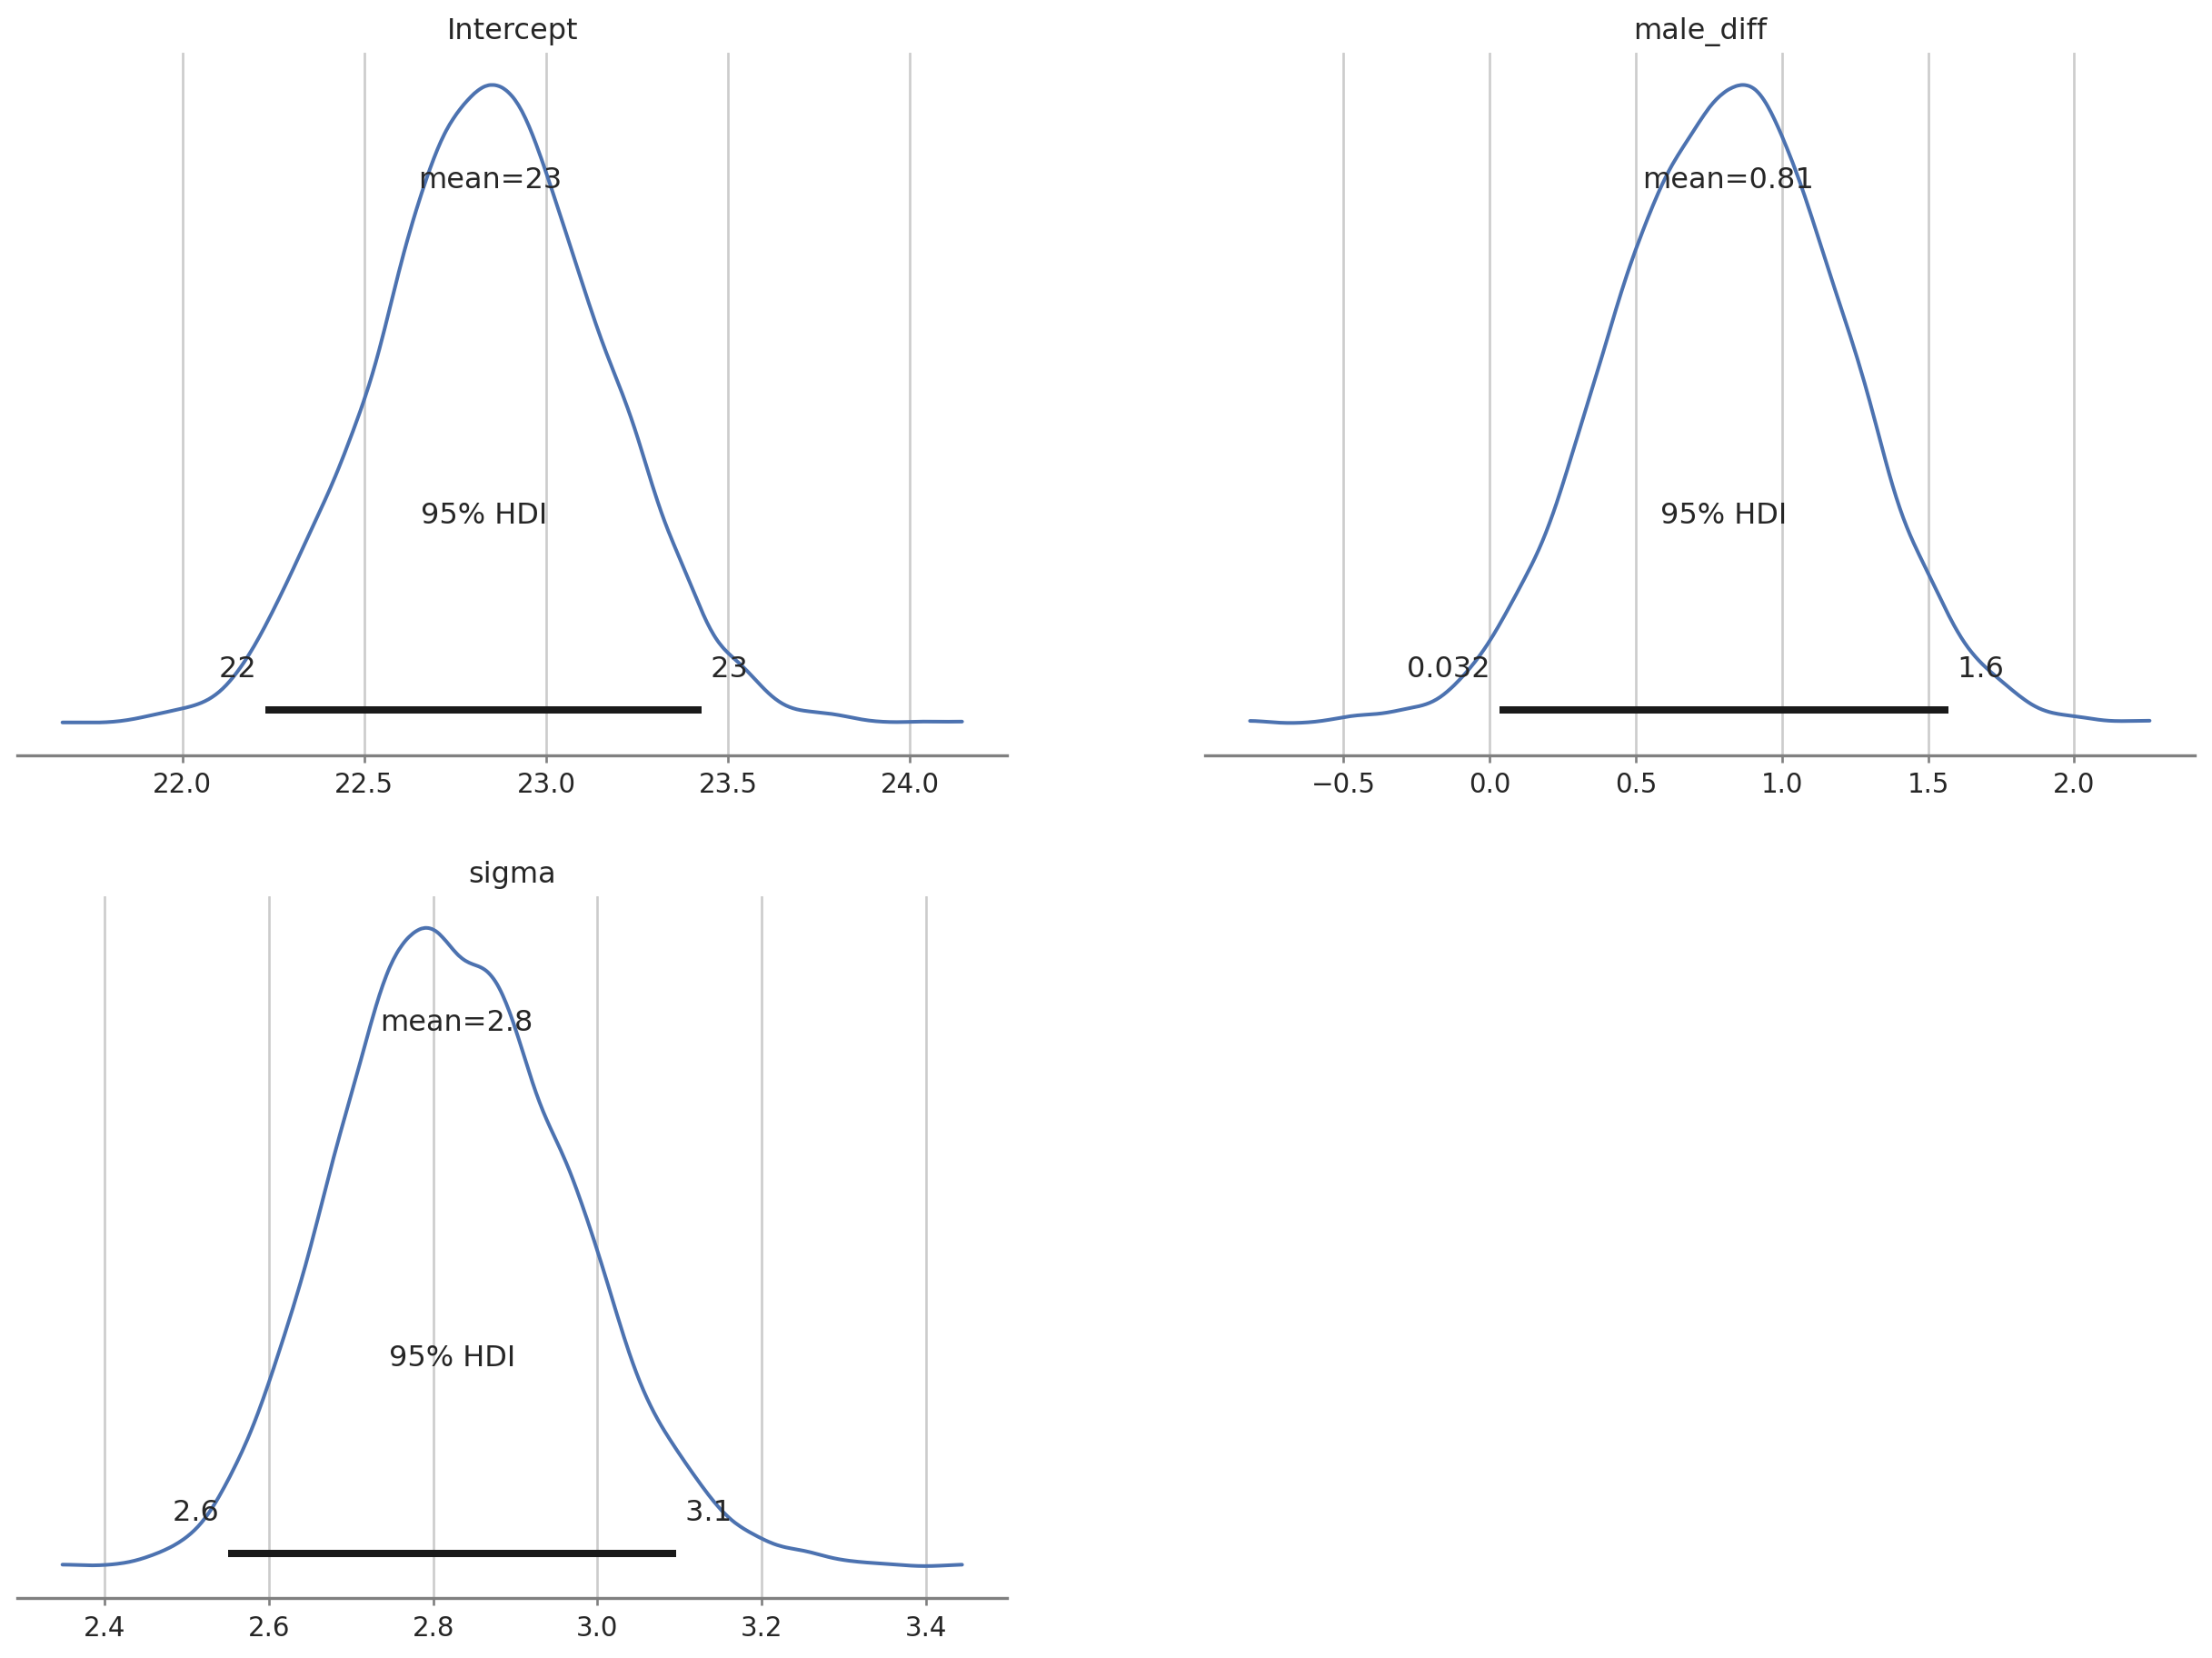 Intercept
mean=23
95% HDI
22
23
22.0 22.5 23.0 23.5 24.0
male_diff
mean=0.81
95% HDI
0.032
1.6
−0.5 0.0 0.5 1.0 1.5 2.0
sigma
mean=2.8
95% HDI
2.6
3.1
2.4 2.6 2.8 3.0 3.2 3.4